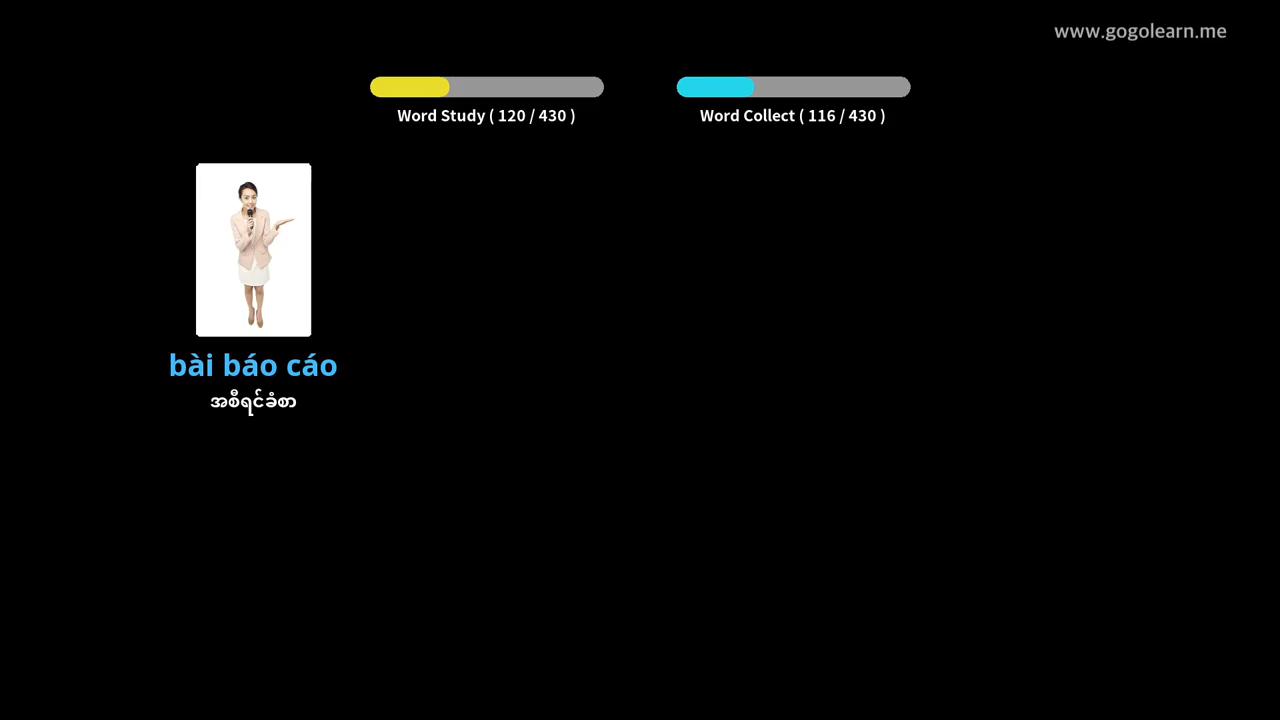 www.gogolearn.me
Word Study ( 120 / 430 )
Word Collect ( 116 / 430 )
bài báo cáo
အစီရင်ခံစာ